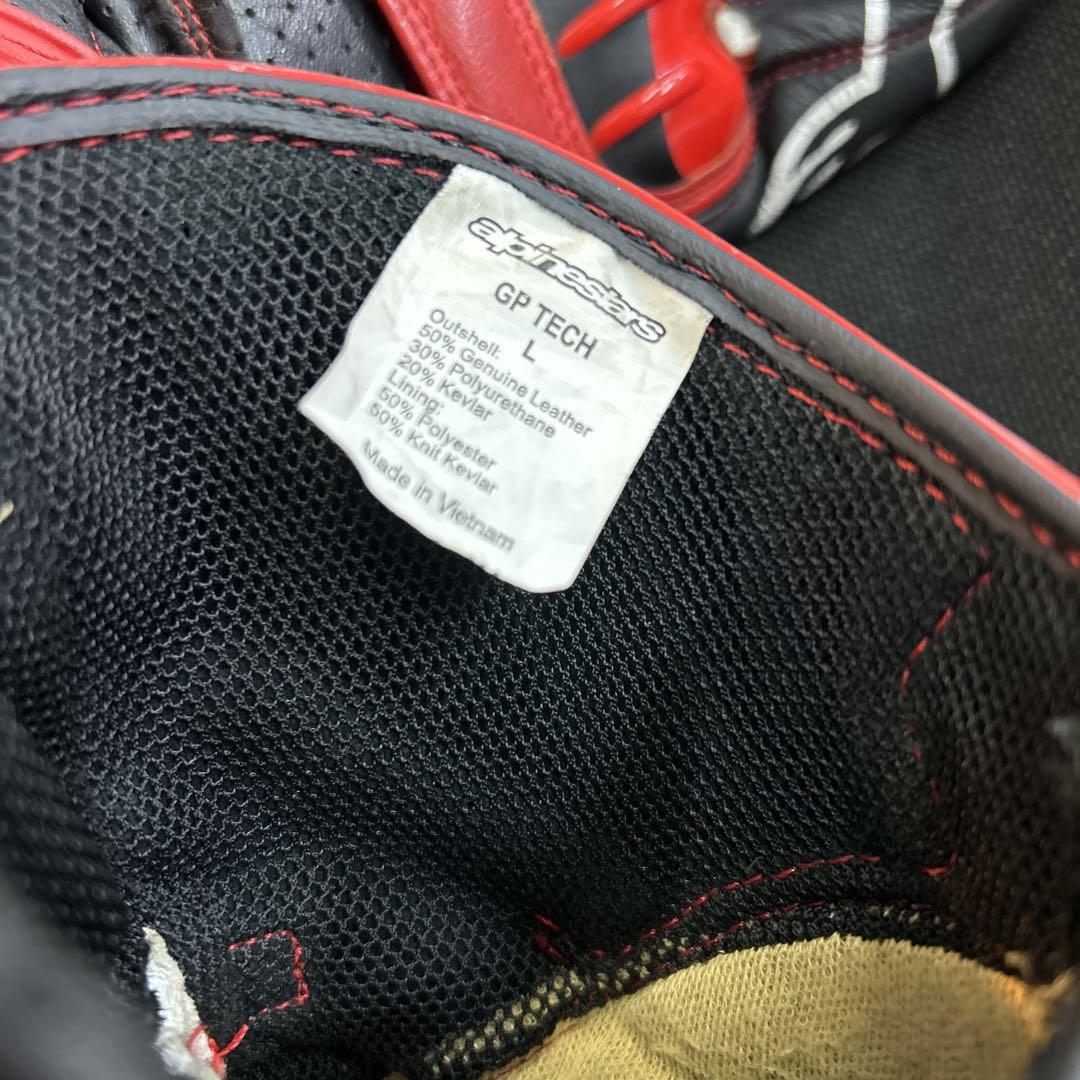 alpinestars
GP TECH
L
Outshell:
50% Genuine Leather
30% Polyurethane
20% Kevlar
Lining:
50% Polyester
50% Knit Kevlar
Made in Vietnam